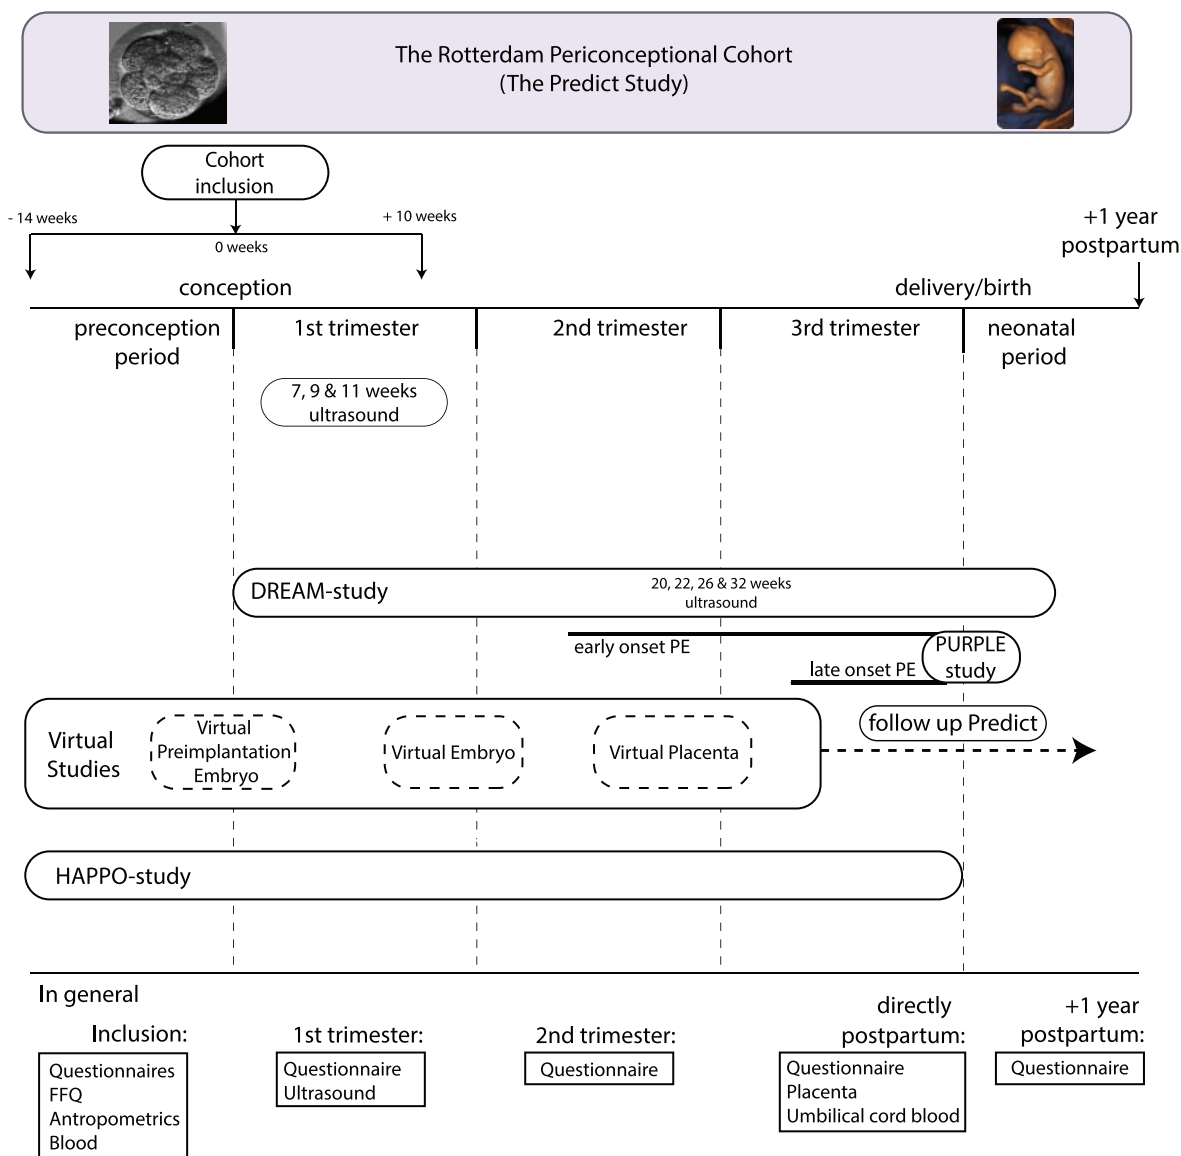 The Rotterdam Periconceptional Cohort
(The Predict Study)
Cohort
inclusion
- 14 weeks
+ 10 weeks
0 weeks
+1 year
postpartum
conception
delivery/birth
preconception
period
1st trimester
2nd trimester
3rd trimester
neonatal
period
7, 9 & 11 weeks
ultrasound
DREAM-study
20, 22, 26 & 32 weeks
ultrasound
early onset PE
late onset PE
PURPLE
study
Virtual
Studies
Virtual
Preimplantation
Embryo
Virtual Embryo
Virtual Placenta
follow up Predict
HAPPO-study
In general
Inclusion:
Questionnaires
FFQ
Antropometrics
Blood
1st trimester:
Questionnaire
Ultrasound
2nd trimester:
Questionnaire
directly
postpartum:
Questionnaire
Placenta
Umbilical cord blood
+1 year
postpartum:
Questionnaire